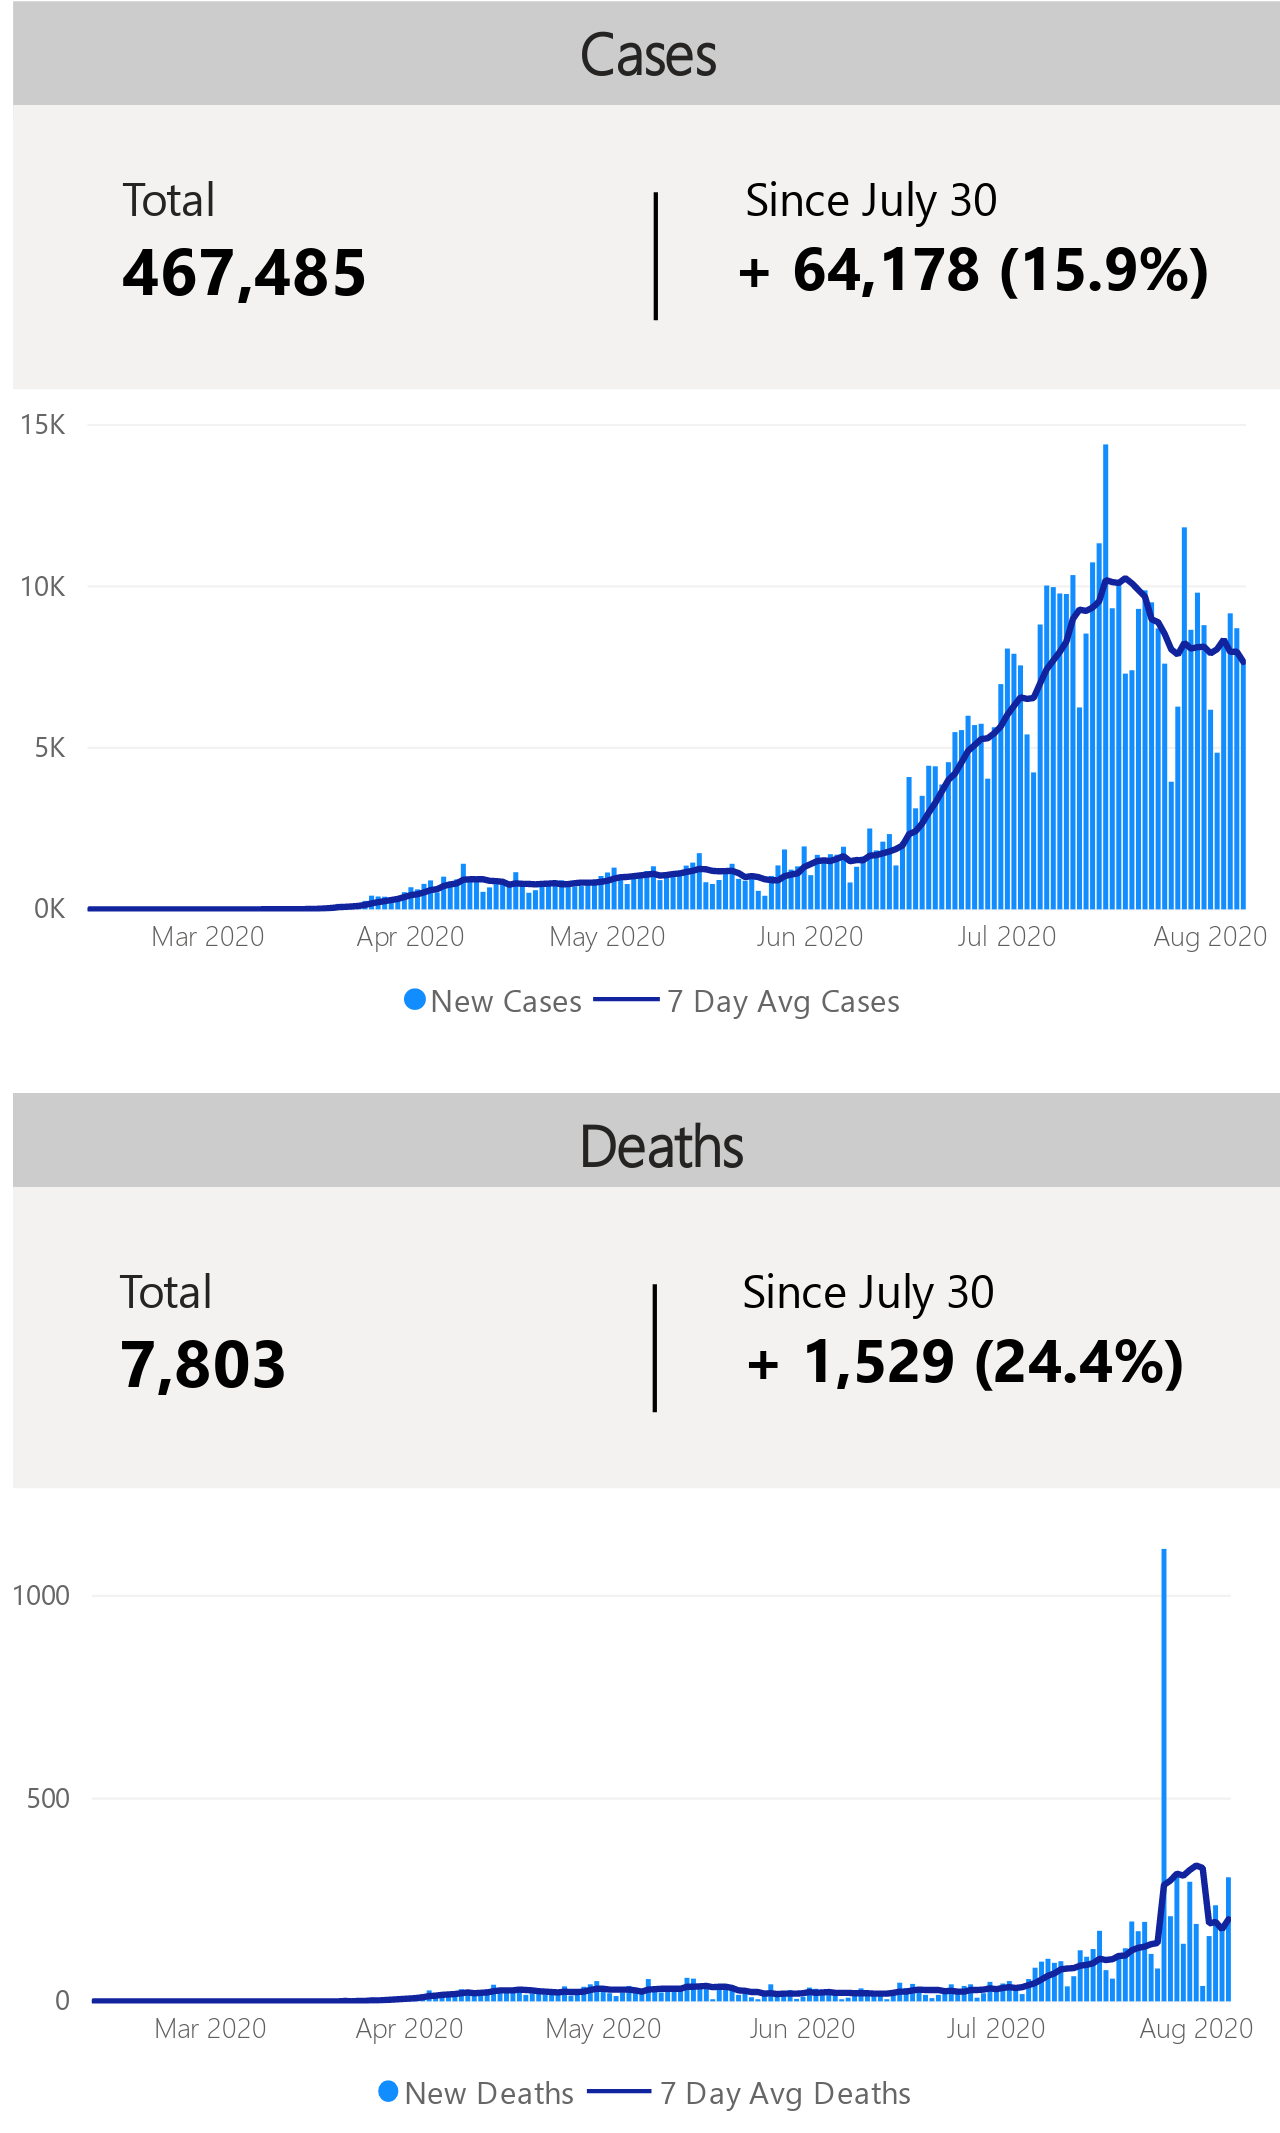 Cases
Total
467,485
Since July 30
+ 64,178 (15.9%)
15K
10K
5K
0K
Mar 2020 Apr 2020 May 2020 Jun 2020 Jul 2020 Aug 2020
New Cases 7 Day Avg Cases
Deaths
Total
7,803
Since July 30
+ 1,529 (24.4%)
1000
500
0
Mar 2020 Apr 2020 May 2020 Jun 2020 Jul 2020 Aug 2020
New Deaths 7 Day Avg Deaths